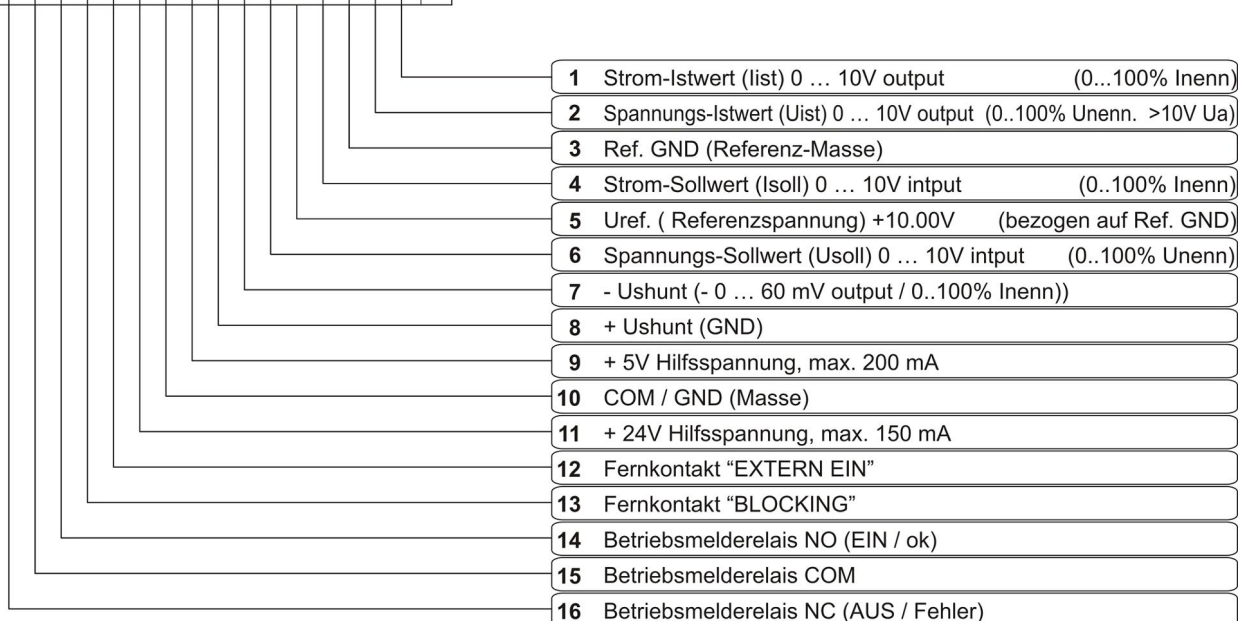 1 Strom-Istwert (Iist) 0 … 10V output (0...100% Inenn)
2 Spannungs-Istwert (Uist) 0 … 10V output (0..100% Unenn. >10V Ua)
3 Ref. GND (Referenz-Masse)
4 Strom-Sollwert (Isoll) 0 … 10V intput (0..100% Inenn)
5 Uref. ( Referenzspannung) +10.00V (bezogen auf Ref. GND)
6 Spannungs-Sollwert (Usoll) 0 … 10V intput (0..100% Unenn)
7 - Ushunt (- 0 … 60 mV output / 0..100% Inenn))
8 + Ushunt (GND)
9 + 5V Hilfsspannung, max. 200 mA
10 COM / GND (Masse)
11 + 24V Hilfsspannung, max. 150 mA
12 Fernkontakt “EXTERN EIN”
13 Fernkontakt “BLOCKING”
14 Betriebsmelderelais NO (EIN / ok)
15 Betriebsmelderelais COM
16 Betriebsmelderelais NC (AUS / Fehler)